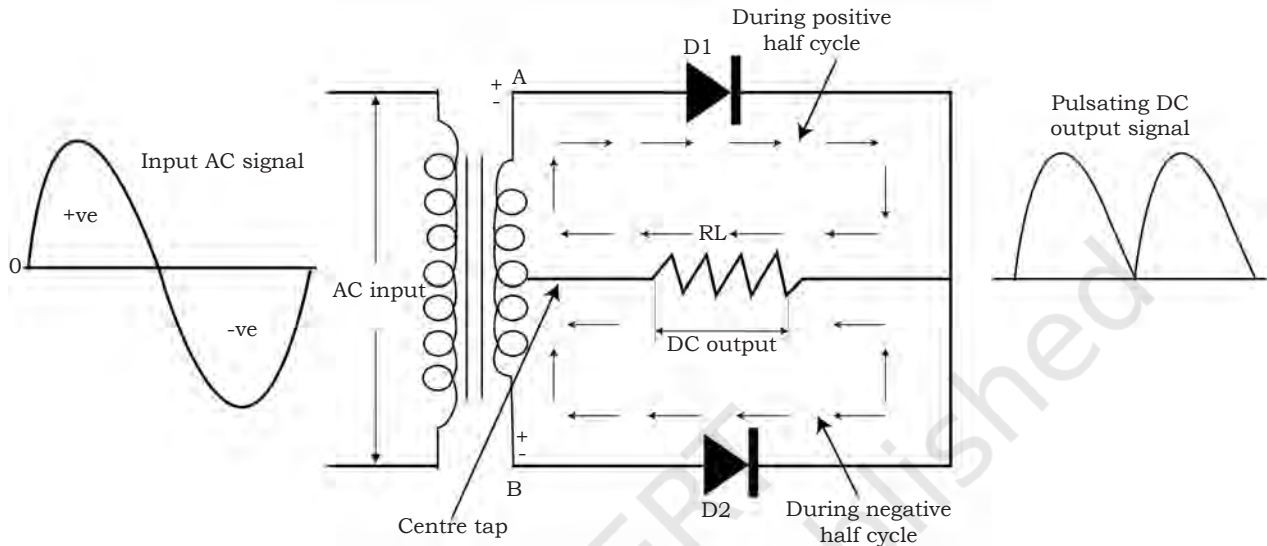 During positive
half cycle
D1
+ A
-
Pulsating DC
output signal
Input AC signal
+ve
RL
0
AC input
-ve
DC output
+
-
B
D2
Centre tap
During negative
half cycle